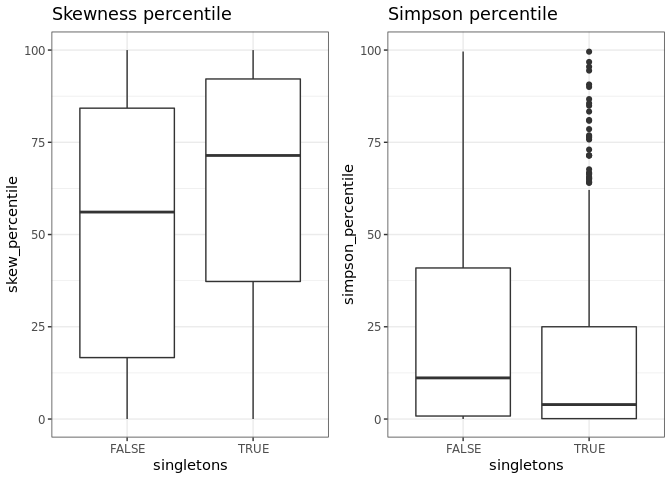 Skewness percentile
skew_percentile
100
75
50
25
0
FALSE
TRUE
singletons
Simpson percentile
simpson_percentile
100
75
50
25
0
FALSE
TRUE
singletons